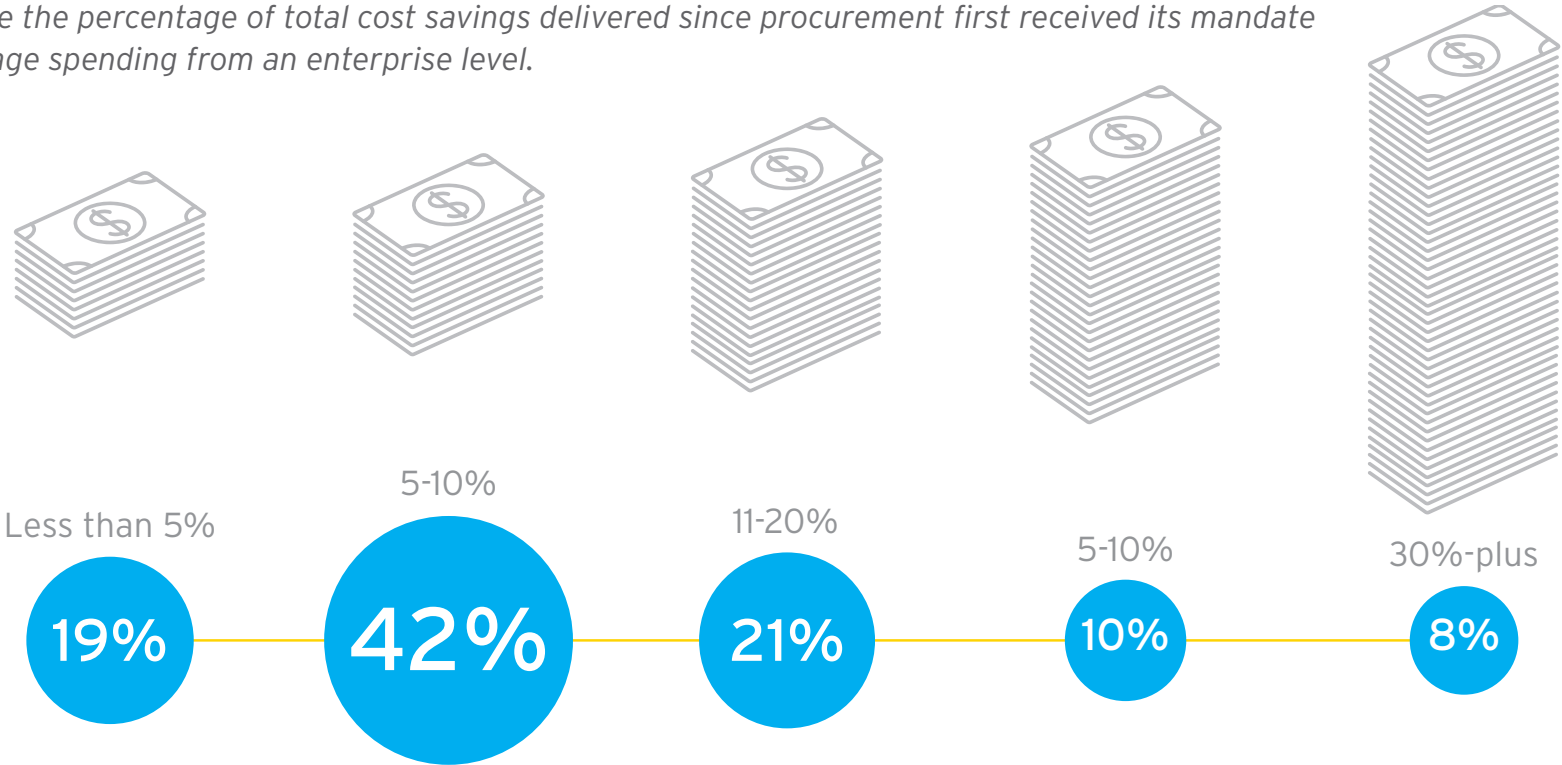 e the percentage of total cost savings delivered since procurement first received its mandate
age spending from an enterprise level.
$ $ $ $ $
Less than 5% 5-10% 11-20% 5-10% 30%-plus
19% 42% 21% 10% 8%